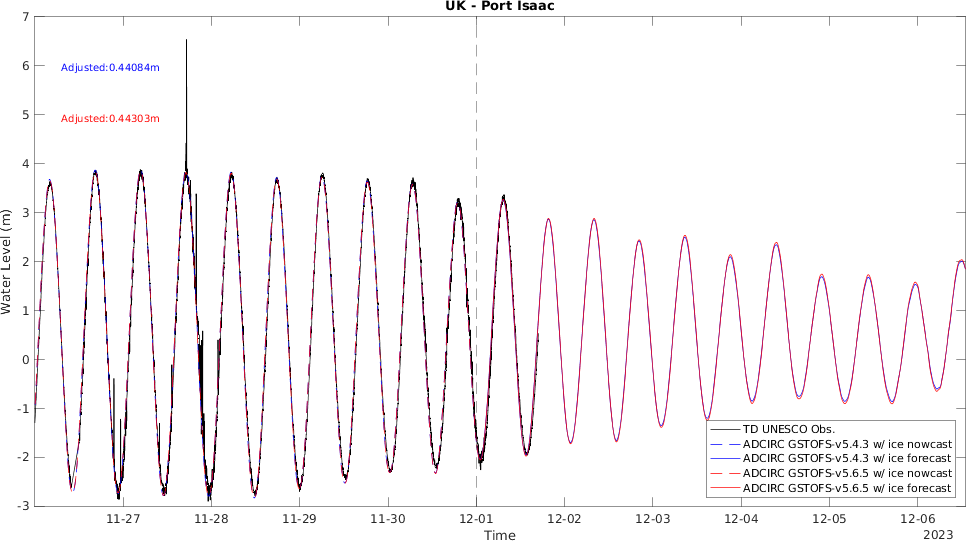 UK - Port Isaac
7
6
5
4
3
2
1
0
-1
-2
-3
Water Level (m)
Adjusted:0.44084m
Adjusted:0.44303m
TD UNESCO Obs.
ADCIRC GSTOFS-v5.4.3 w/ ice nowcast
ADCIRC GSTOFS-v5.4.3 w/ ice forecast
ADCIRC GSTOFS-v5.6.5 w/ ice nowcast
ADCIRC GSTOFS-v5.6.5 w/ ice forecast
11-27 11-28 11-29 11-30 12-01 12-02 12-03 12-04 12-05 12-06
Time
2023